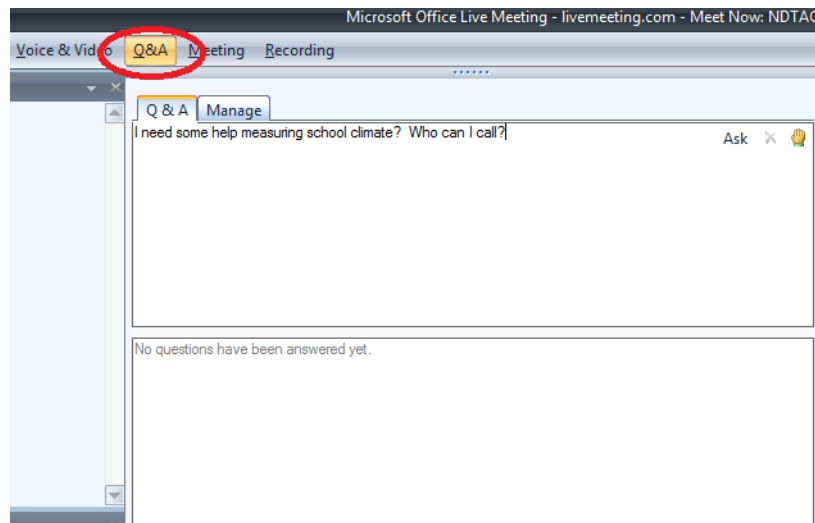 Microsoft Office Live Meeting - livemeeting.com - Meet Now: NDTAC
Voice & Video Q&A Meeting Recording
Q & A Manage
I need some help measuring school climate? Who can I call?
Ask
No questions have been answered yet.